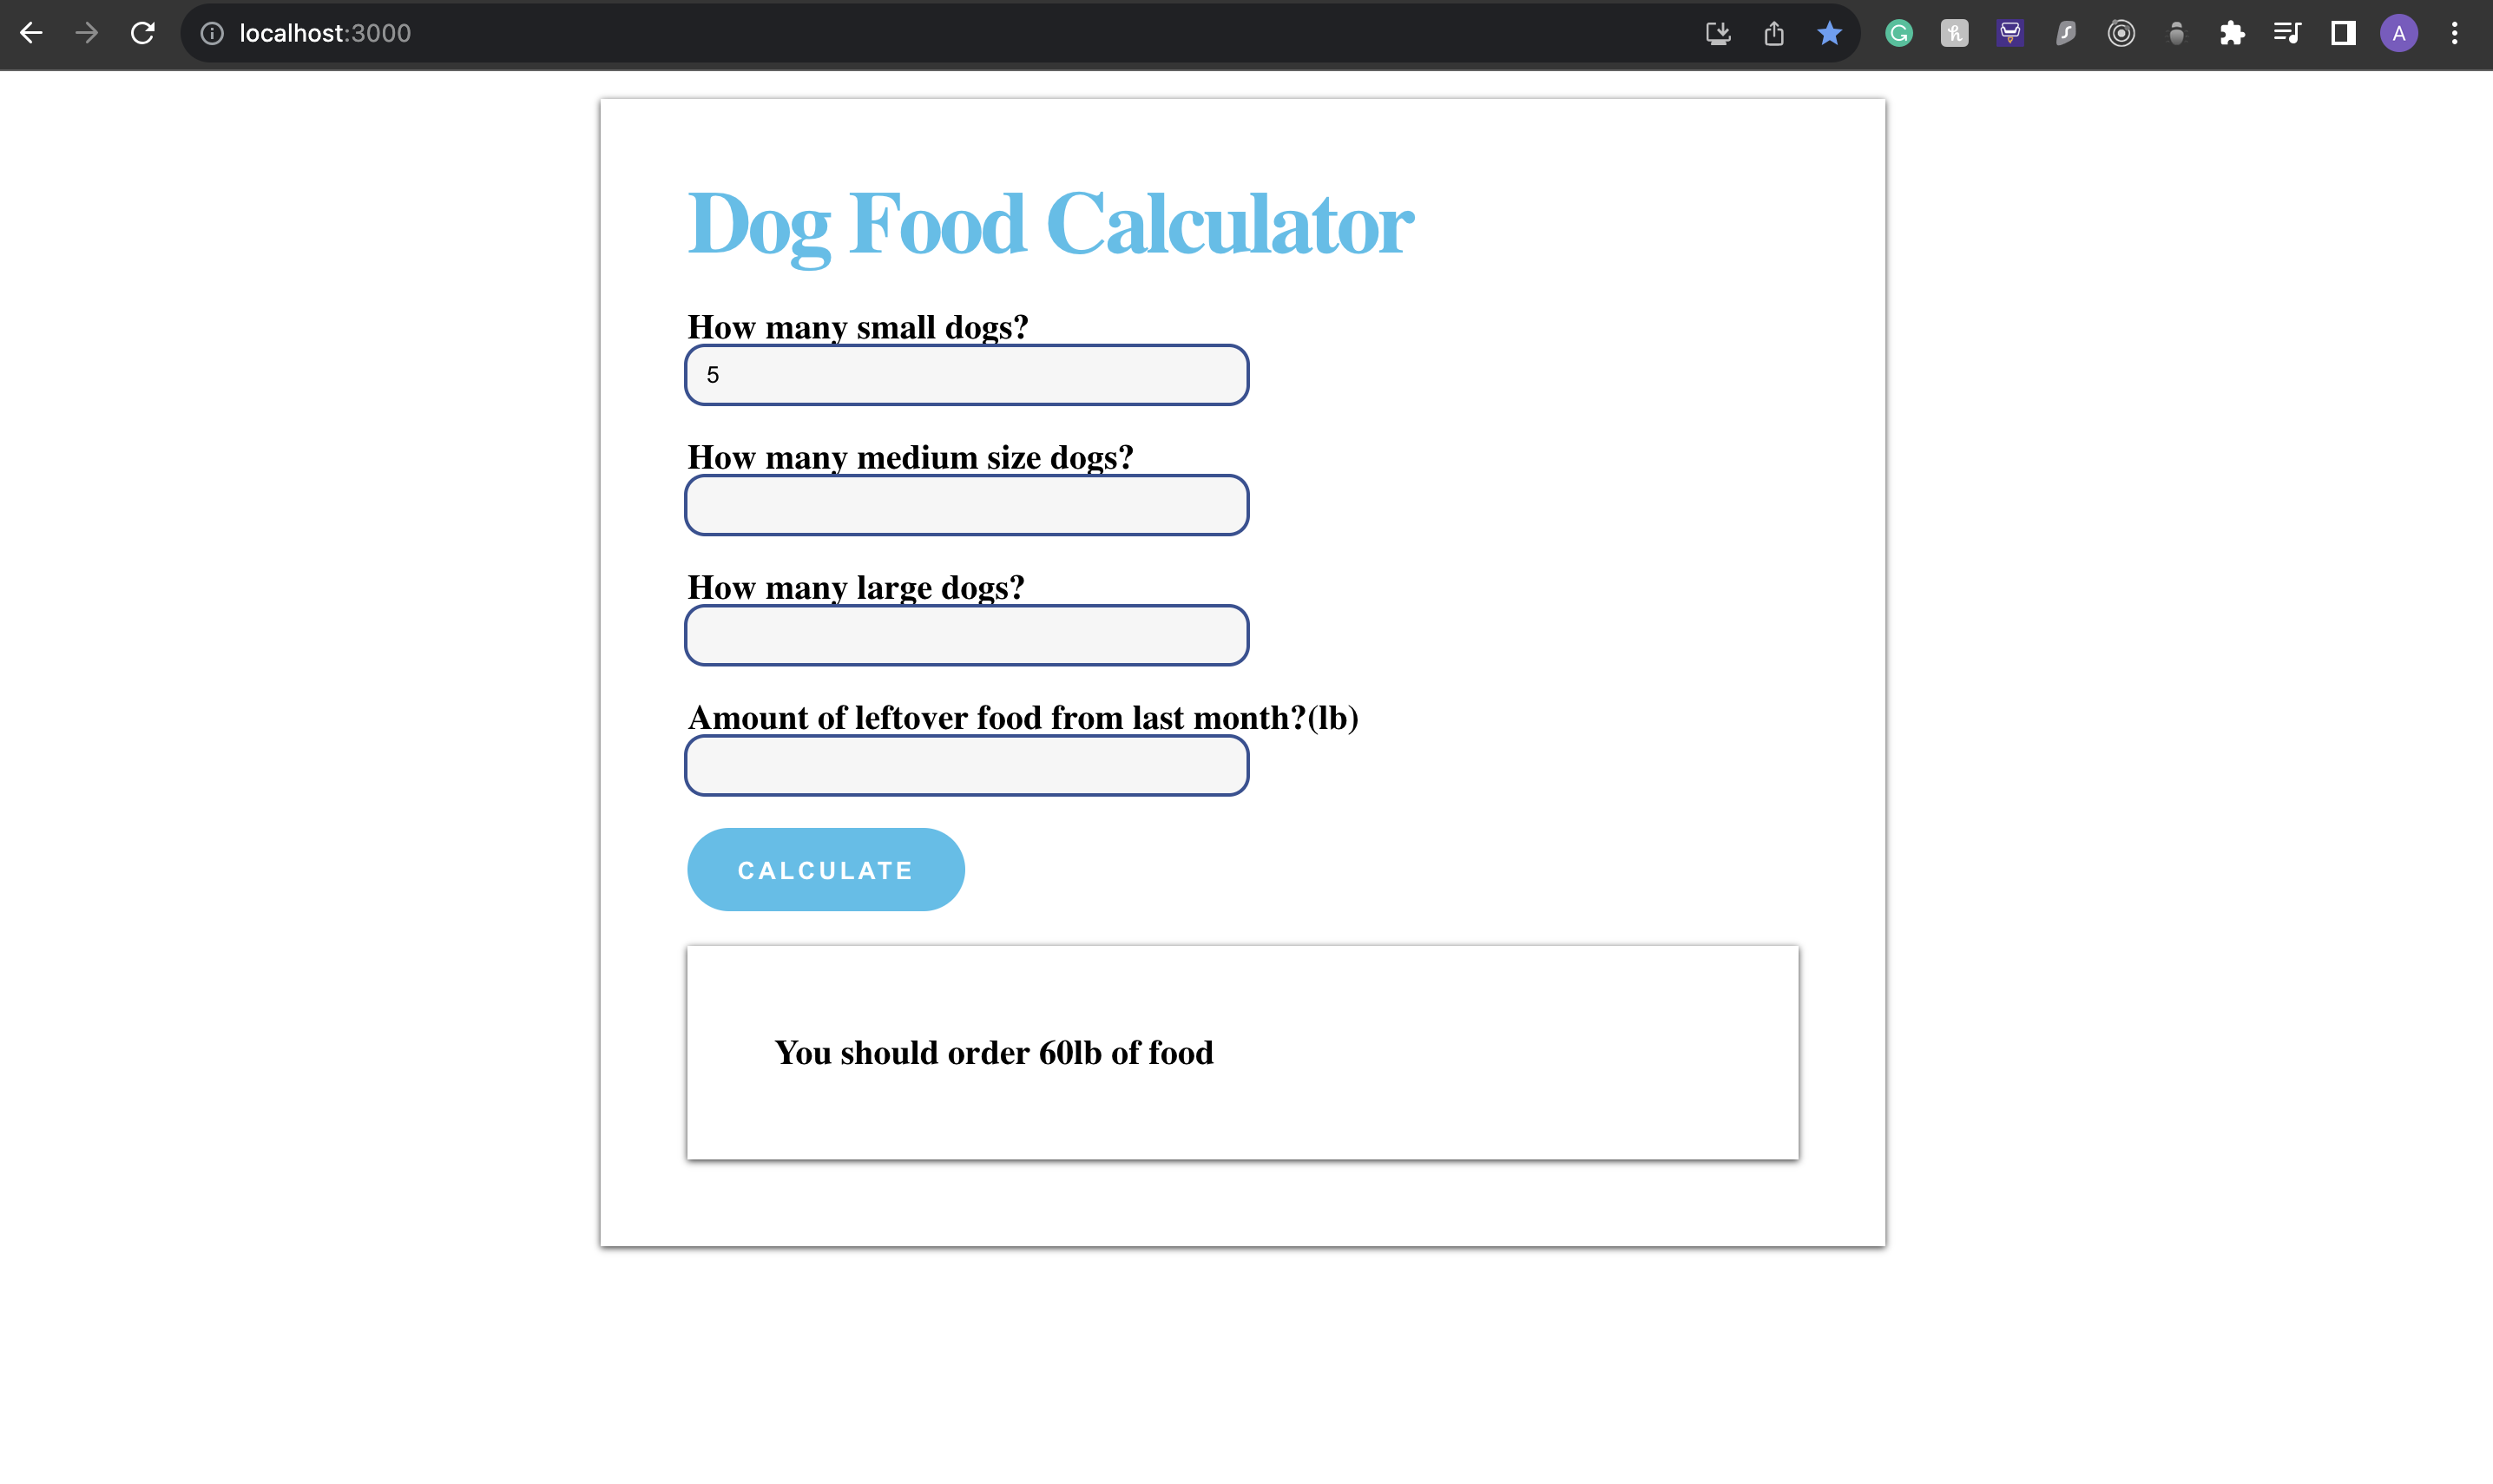 localhost:3000
A
Dog Food Calculator
How many small dogs?
5
How many medium size dogs?
How many large dogs?
Amount of leftover food from last month?(lb)
CALCULATE
You should order 60lb of food